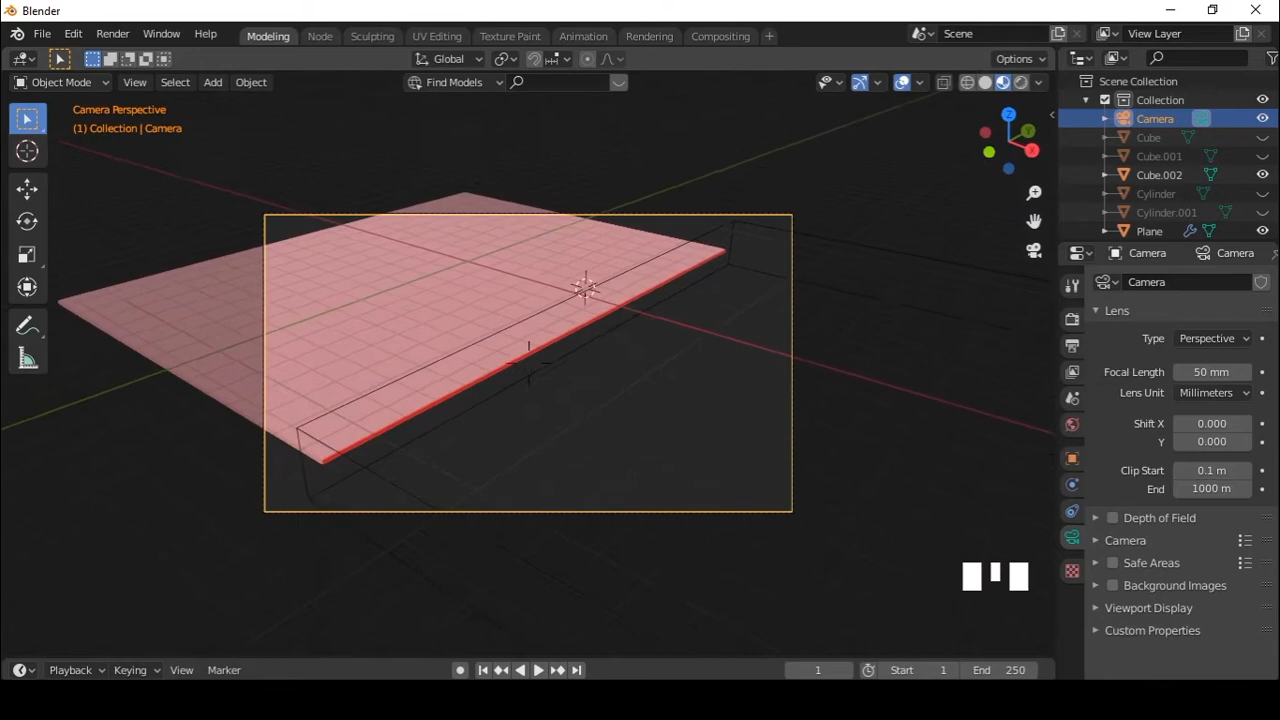 Blender
File Edit Render Window Help Modeling Node Sculpting UV Editing Texture Paint Animation Rendering Compositing Scene View Layer
Global Options
Object Mode View Select Add Object Find Models
Camera Perspective
(1) Collection | Camera
Z
Y
X
Scene Collection
Collection
Camera
Cube
Cube.001
Cube.002
Cylinder
Cylinder.001
Plane
Camera Camera
Camera
Lens
Type Perspective
Focal Length 50 mm
Lens Unit Millimeters
Shift X 0.000
Y 0.000
Clip Start 0.1 m
End 1000 m
Depth of Field
Camera
Safe Areas
Background Images
Viewport Display
Custom Properties
Playback Keying View Marker 1 Start 1 End 250